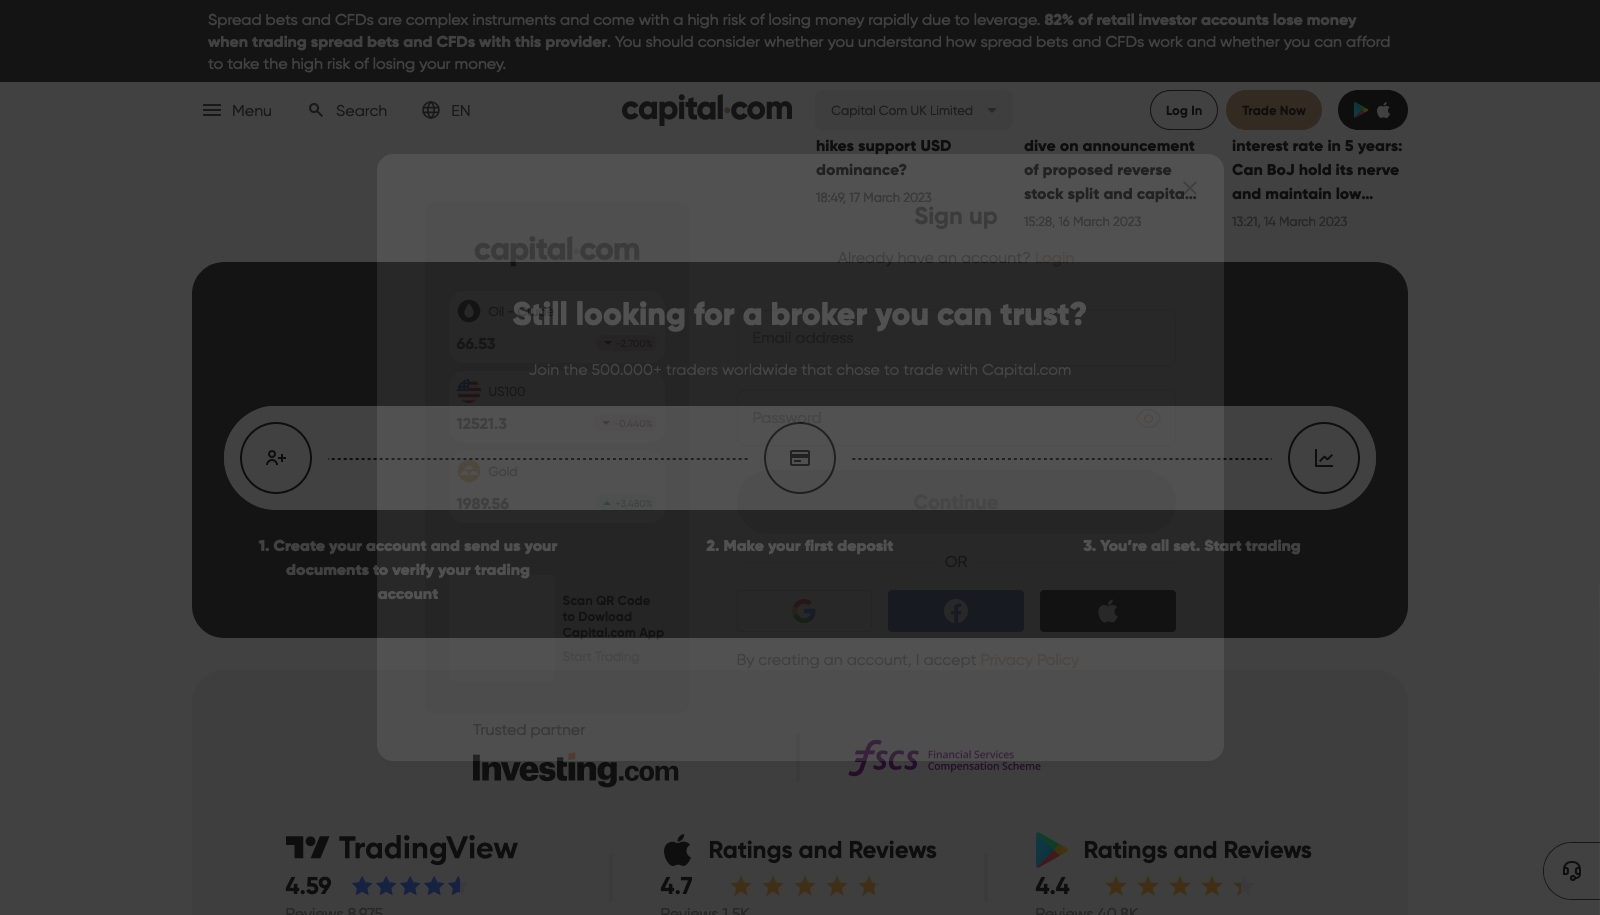 Spread bets and CFDs are complex instruments and come with a high risk of losing money rapidly due to leverage. 82% of retail investor accounts lose money
when trading spread bets and CFDs with this provider. You should consider whether you understand how spread bets and CFDs work and whether you can afford
to take the high risk of losing your money.
Menu
Search
EN
capital.com
Capital Com UK Limited
Log In
Trade Now
hikes support USD
dominance?
18:49, 17 March 2023
dive on announcement
of proposed reverse
stock split and capita...
15:28, 16 March 2023
interest rate in 5 years:
Can BoJ hold its nerve
and maintain low...
13:21, 14 March 2023
capital.com
Oil -
66.53
-2.700%
US100
12521.3
-0.440%
Gold
1989.56
+3.480%
Scan QR Code
to Dowload
Capital.com App
Start Trading
Sign up
Already have an account? Login
Email address
Password
Continue
OR
By creating an account, I accept Privacy Policy
Still looking for a broker you can trust?
Join the 500.000+ traders worldwide that chose to trade with Capital.com
1. Create your account and send us your
documents to verify your trading
account
2. Make your first deposit
3. You're all set. Start trading
Trusted partner
Investing.com
fscs
Financial Services
Compensation Scheme
TradingView
4.59
Reviews 8,975
Ratings and Reviews
4.7
Reviews 1.5K
Ratings and Reviews
4.4
Reviews 40.8K